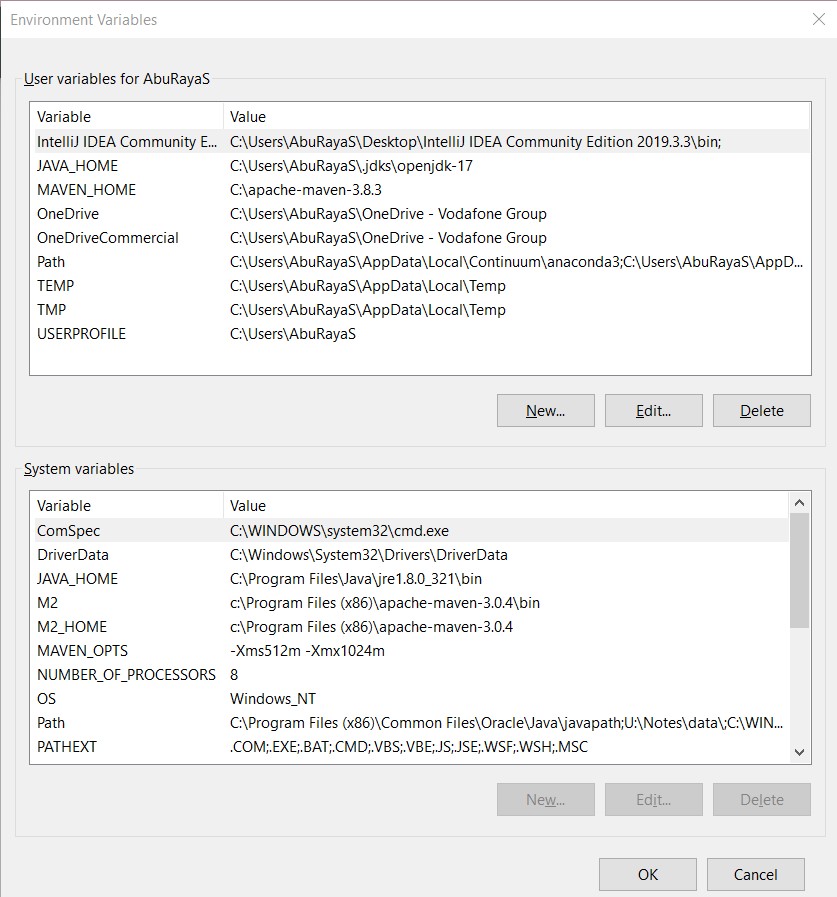 Environment Variables
User variables for AbuRayaS
Variable Value
IntelliJ IDEA Community E... C:\Users\AbuRayaS\Desktop\IntelliJ IDEA Community Edition 2019.3.3\bin;
JAVA_HOME C:\Users\AbuRayaS\.jdks\openjdk-17
MAVEN_HOME C:\apache-maven-3.8.3
OneDrive C:\Users\AbuRayaS\OneDrive - Vodafone Group
OneDriveCommercial C:\Users\AbuRayaS\OneDrive - Vodafone Group
Path C:\Users\AbuRayaS\AppData\Local\Continuum\anaconda3;C:\Users\AbuRayaS\AppD...
TEMP C:\Users\AbuRayaS\AppData\Local\Temp
TMP C:\Users\AbuRayaS\AppData\Local\Temp
USERPROFILE C:\Users\AbuRayaS
New... Edit... Delete
System variables
Variable Value
ComSpec C:\WINDOWS\system32\cmd.exe
DriverData C:\Windows\System32\Drivers\DriverData
JAVA_HOME C:\Program Files\Java\jre1.8.0_321\bin
M2 c:\Program Files (x86)\apache-maven-3.0.4\bin
M2_HOME c:\Program Files (x86)\apache-maven-3.0.4
MAVEN_OPTS -Xms512m -Xmx1024m
NUMBER_OF_PROCESSORS 8
OS Windows_NT
Path C:\Program Files (x86)\Common Files\Oracle\Java\javapath;U:\Notes\data\;C:\WIN...
PATHEXT .COM;.EXE;.BAT;.CMD;.VBS;.VBE;.JS;.JSE;.WSF;.WSH;.MSC
New... Edit... Delete
OK Cancel